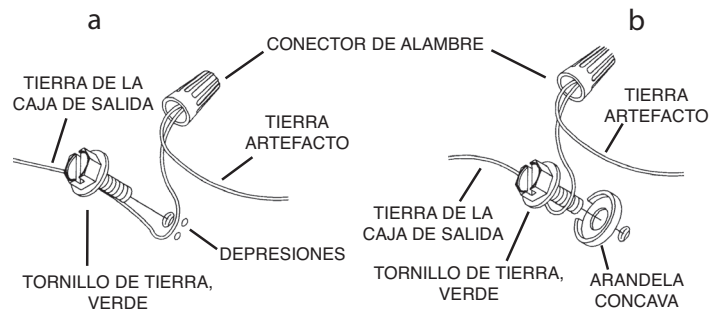 a
b
CONECTOR DE ALAMBRE
TIERRA DE LA
CAJA DE SALIDA
TIERRA
ARTEFACTO
TIERRA
ARTEFACTO
TIERRA DE LA
CAJA DE SALIDA
DEPRESIONES
TORNILLO DE TIERRA,
VERDE
TORNILLO DE TIERRA,
VERDE
ARANDELA
CONCAVA